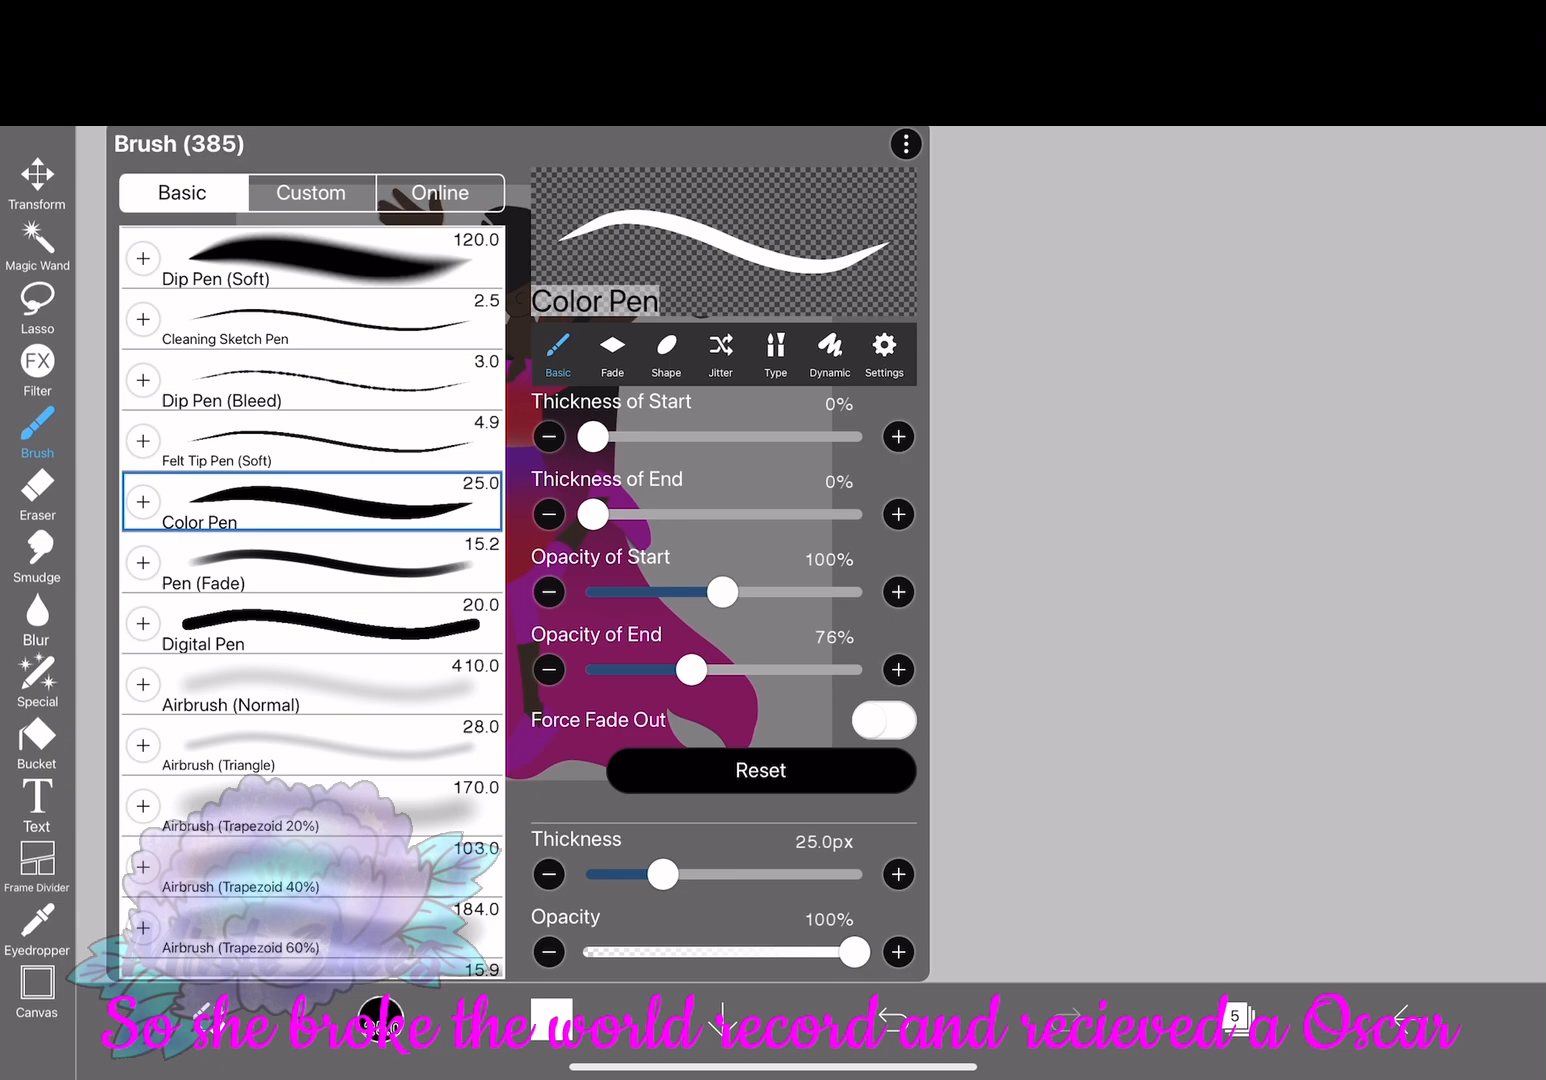 Brush (385)
Basic Custom Online
Transform
Magic Wand
Lasso
FX
Filter
Brush
Eraser
Smudge
Blur
Special
Bucket
T
Text
Frame Divider
Eyedropper
Canvas
120.0
Dip Pen (Soft)
2.5
Cleaning Sketch Pen
3.0
Dip Pen (Bleed)
4.9
Felt Tip Pen (Soft)
25.0
Color Pen
15.2
Pen (Fade)
20.0
Digital Pen
410.0
Airbrush (Normal)
28.0
Airbrush (Triangle)
170.0
Airbrush (Trapezoid 20%)
103.0
Airbrush (Trapezoid 40%)
184.0
Airbrush (Trapezoid 60%)
15.9
Color Pen
Basic Fade Shape Jitter Type Dynamic Settings
Thickness of Start 0%
Thickness of End 0%
Opacity of Start 100%
Opacity of End 76%
Force Fade Out
Reset
Thickness 25.0px
Opacity 100%
5
So she broke the world record and recieved a Oscar